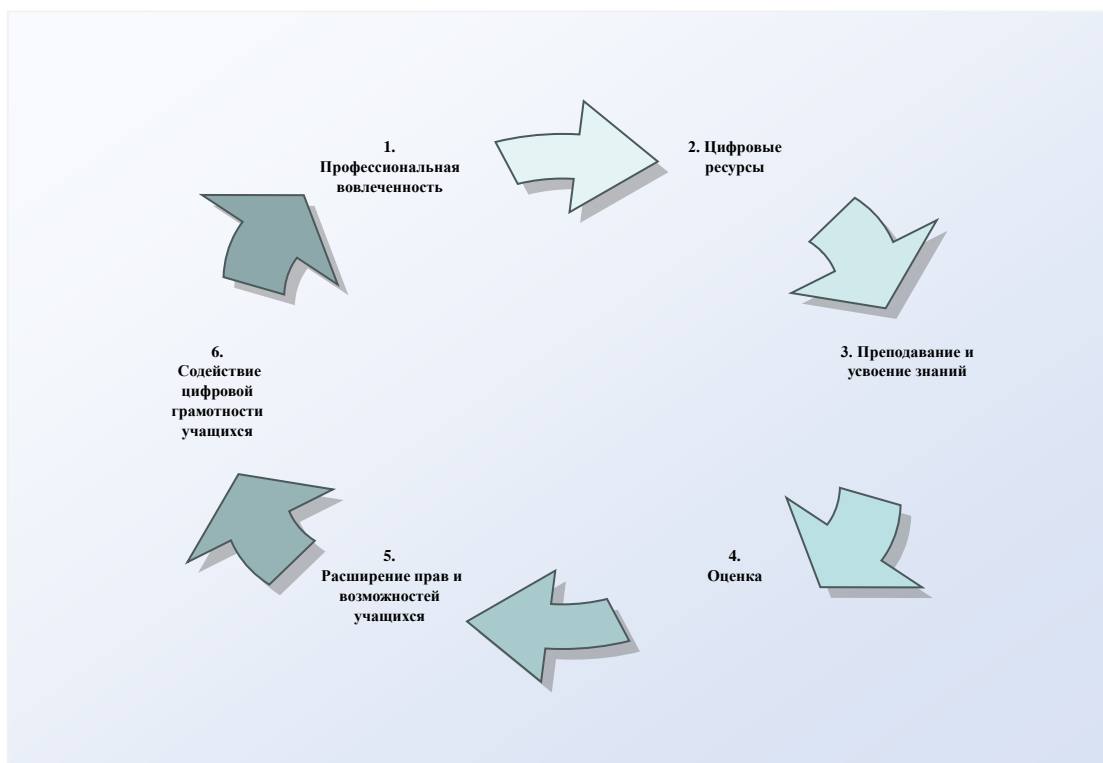 1.
Профессиональная
вовлеченность
2. Цифровые
ресурсы
3. Преподавание и
усвоение знаний
4.
Оценка
5.
Расширение прав и
возможностей
учащихся
6.
Содействие
цифровой
грамотности
учащихся